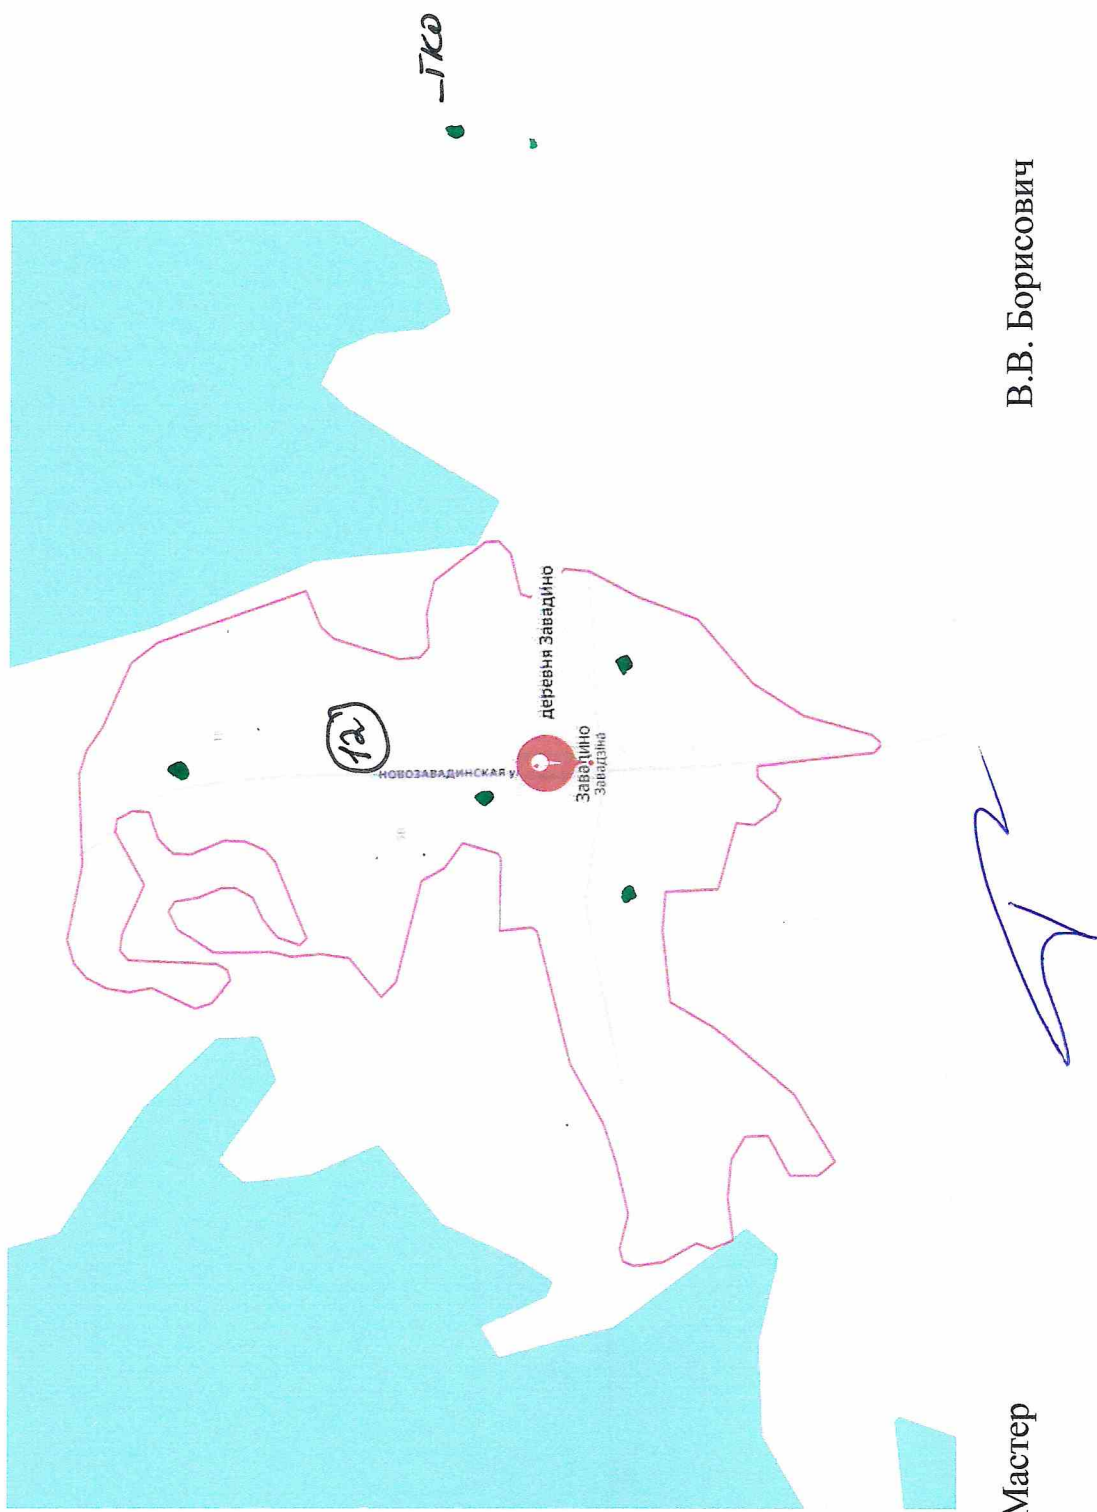 –ТКО
12
НОВОЗАВАДИНСКАЯ у
деревня Завадино
Завадино
Завадзіна
Мастер
В.В. Борисович